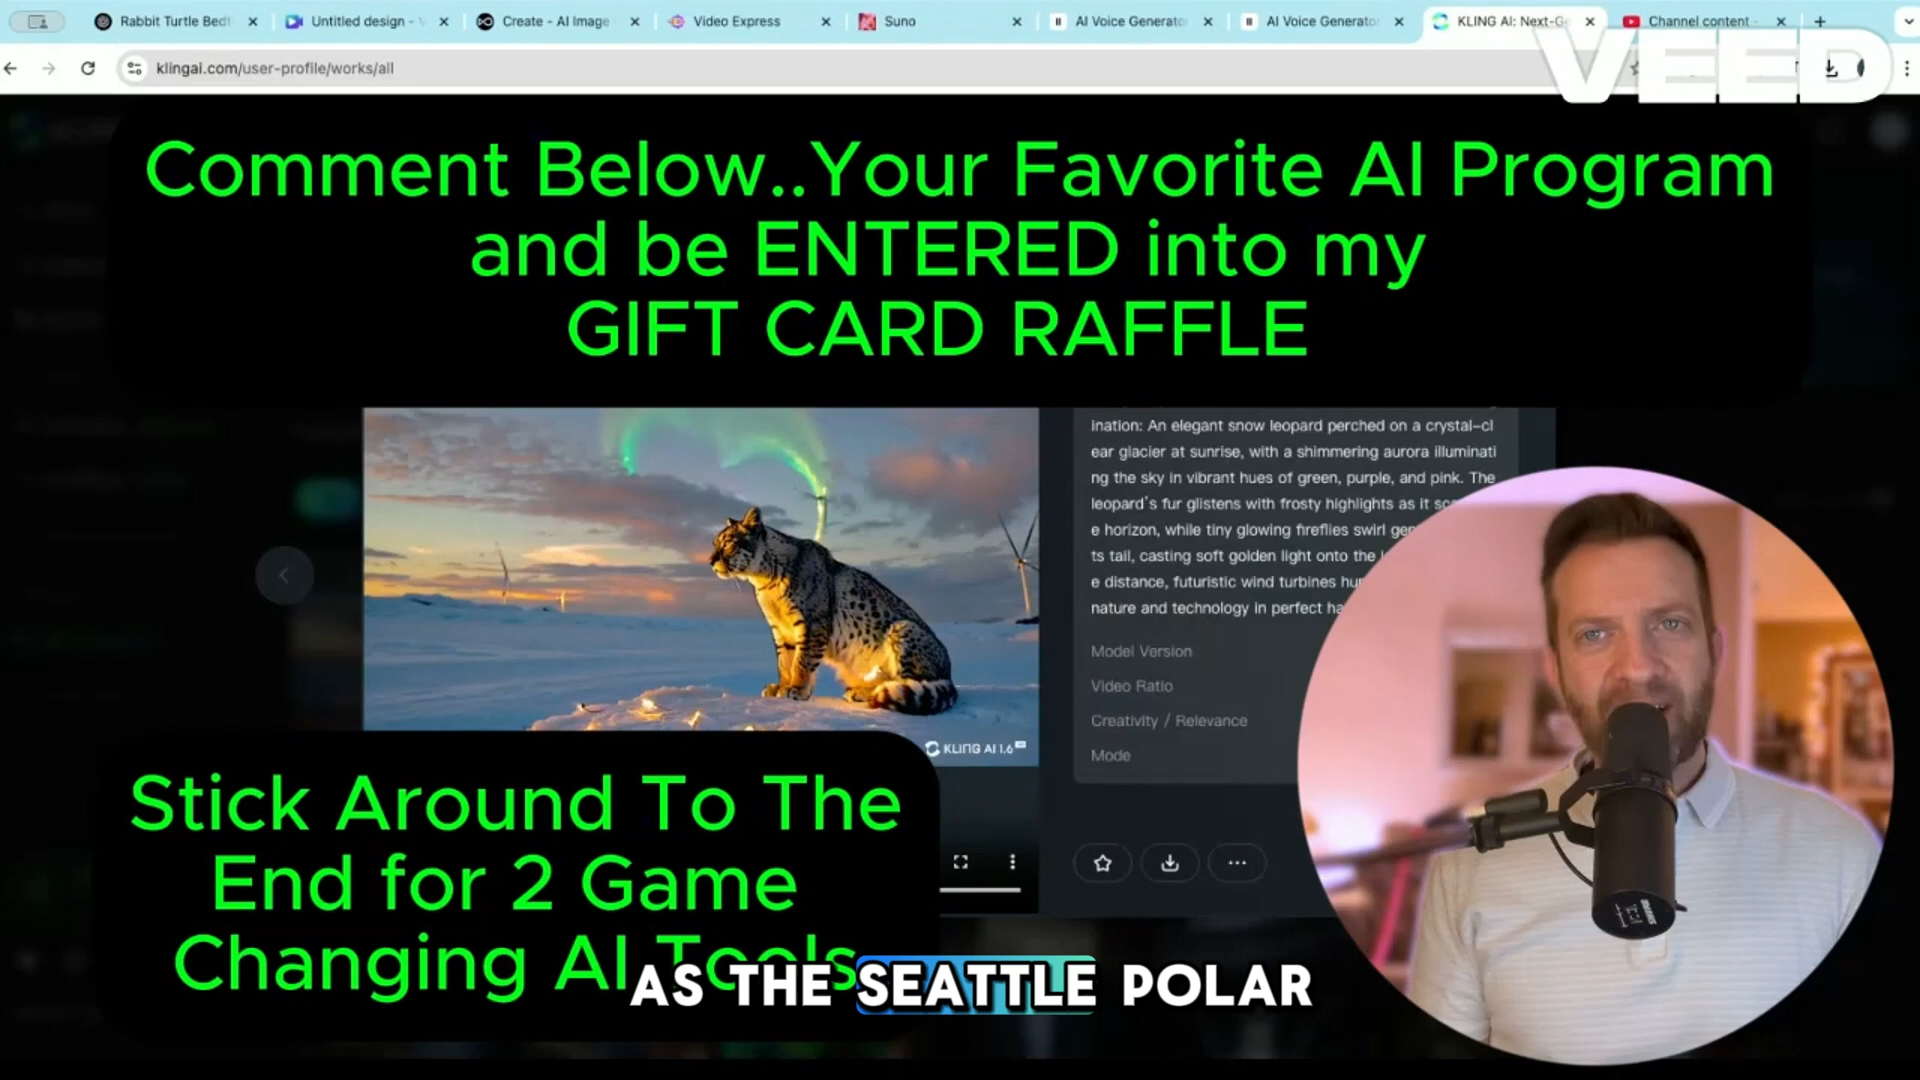 Rabbit Turtle Bedt
Untitled design -
Create - AI Image
Video Express
Suno
AI Voice Generato
AI Voice Generato
KLING AI: Next-Ge
Channel content -
klingai.com/user-profile/works/all
VEED
Comment Below..Your Favorite AI Program
and be ENTERED into my
GIFT CARD RAFFLE
ination: An elegant snow leopard perched on a crystal-cl
ear glacier at sunrise, with a shimmering aurora illuminati
ng the sky in vibrant hues of green, purple, and pink. The
leopard's fur glistens with frosty highlights as it sc
e horizon, while tiny glowing fireflies swirl gen
ts tail, casting soft golden light onto the
e distance, futuristic wind turbines hu
nature and technology in perfect ha
Model Version
Video Ratio
Creativity / Relevance
Mode
KLING AI 1.6
Stick Around To The
End for 2 Game
Changing AI Tools
AS THE SEATTLE POLAR